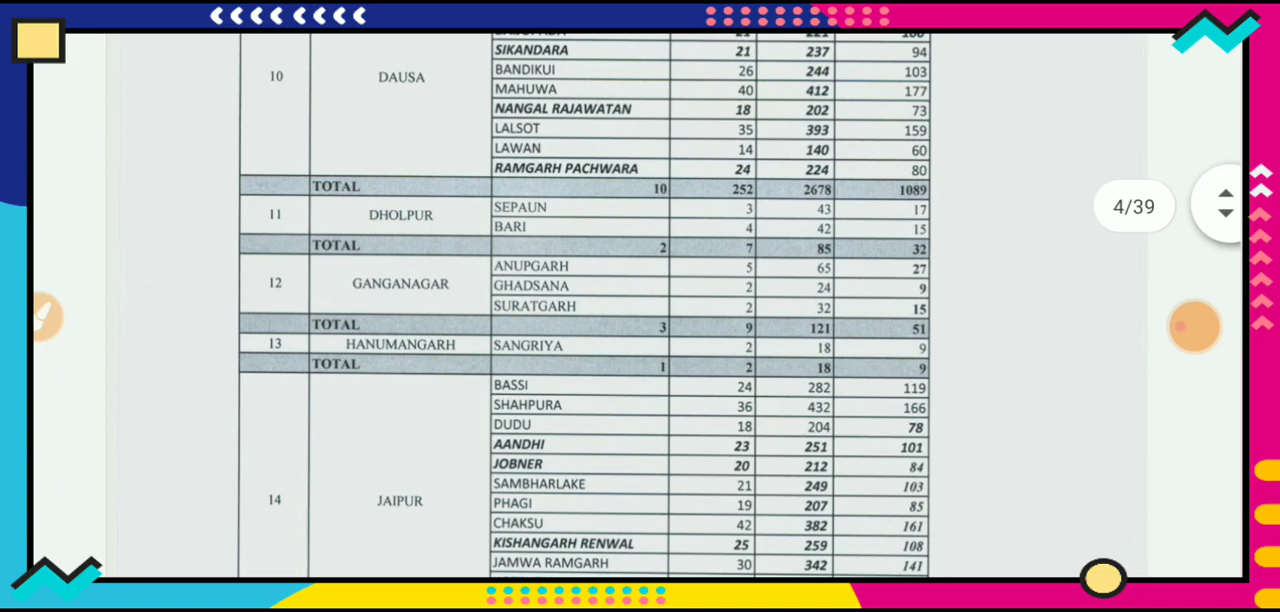 SIKANDARA 21 237 94
10 DAUSA BANDIKUI 26 244 103
MAHUWA 40 412 177
NANGAL RAJAWATAN 18 202 73
LALSOT 35 393 159
LAWAN 14 140 60
RAMGARH PACHWARA 24 224 80
TOTAL 10 252 2678 1089
11 DHOLPUR SEPAUN 3 43 17
BARI 4 42 15
TOTAL 2 7 85 32
ANUPGARH 5 65 27
12 GANGANAGAR GHADSANA 2 24 9
SURATGARH 2 32 15
TOTAL 3 9 121 51
13 HANUMANGARH SANGRIYA 2 18 9
TOTAL 1 2 18 9
BASSI 24 282 119
SHAHPURA 36 432 166
DUDU 18 204 78
AANDHI 23 251 101
JOBNER 20 212 84
SAMBHARLAKE 21 249 103
14 JAIPUR PHAGI 19 207 85
CHAKSU 42 382 161
KISHANGARH RENWAL 25 259 108
JAMWA RAMGARH 30 342 141
4/39